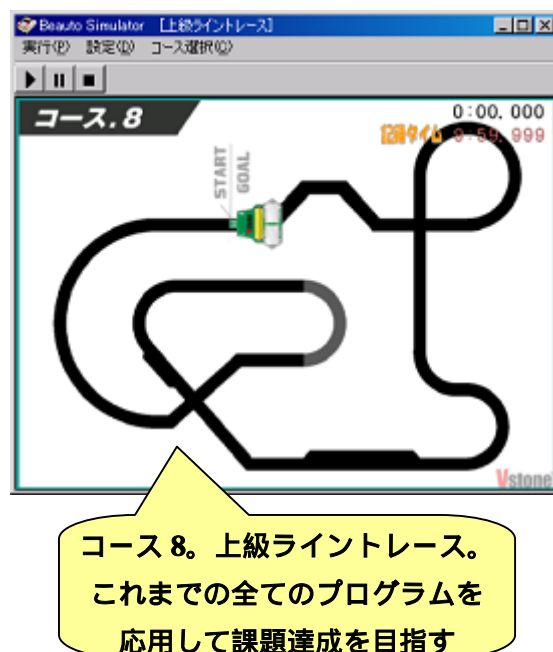 Beauto Simulator 【上級ライントレース】
実行(P) 設定(D) コース選択(C)
コース.8
0:00.000
記録タイム 9:59.999
START
GOAL
Vstone
コース 8。上級ライントレース。
これまでの全てのプログラムを
応用して課題達成を目指す